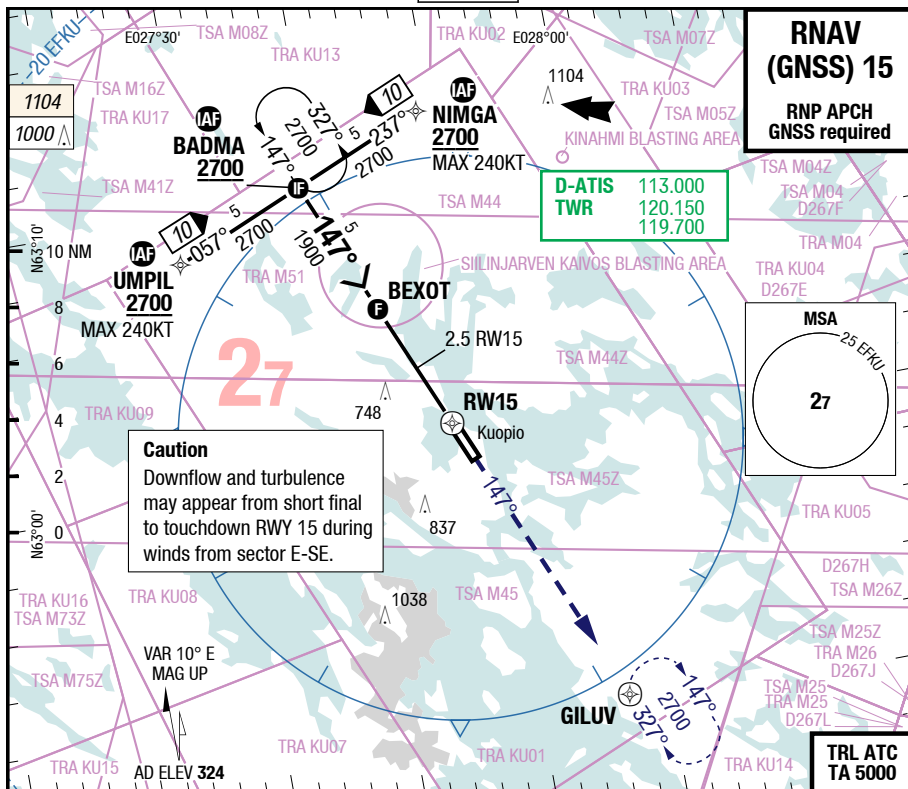 RNAV
(GNSS) 15
RNP APCH
GNSS required
E027°30'
TSA M08Z
TRA KU02
E028°00'
TSA M07Z
20 EFKU
TRA KU13
TSA M16Z
1104
TRA KU03
1104
1000
TRA KU17
IAF
BADMA
2700
327°
2700
147°
10
5
237°
2700
IAF
NIMGA
2700
MAX 240KT
TSA M05Z
KINAHMI BLASTING AREA
TSA M04Z
TSA M04
D267F
TSA M41Z
IF
D-ATIS 113.000
TWR 120.150
119.700
TSA M44
TRA M04
N63°10'
10 NM
IAF
UMPIL
2700
MAX 240KT
10
5
057°
2700
147°
5
1900
TRA M51
SIILINJARVEN KAIVOS BLASTING AREA
TRA KU04
D267E
BEXOT
F
8
6
4
2
0
27
2.5 RW15
TSA M44Z
MSA
25 EFKU
27
748
RW15
Kuopio
TRA KU09
Caution
Downflow and turbulence
may appear from short final
to touchdown RWY 15 during
winds from sector E-SE.
147°
TSA M45Z
837
TRA KU05
N63°00'
D267H
TSA M26Z
TRA KU16
TSA M73Z
TRA KU08
1038
TSA M45
TSA M25Z
TRA M26
D267J
VAR 10° E
MAG UP
TSA M75Z
TSA M25
TRA M25
D267L
GILUV
147°
2700
327°
TRA KU15
AD ELEV 324
TRA KU07
TRA KU01
TRA KU14
TRL ATC
TA 5000